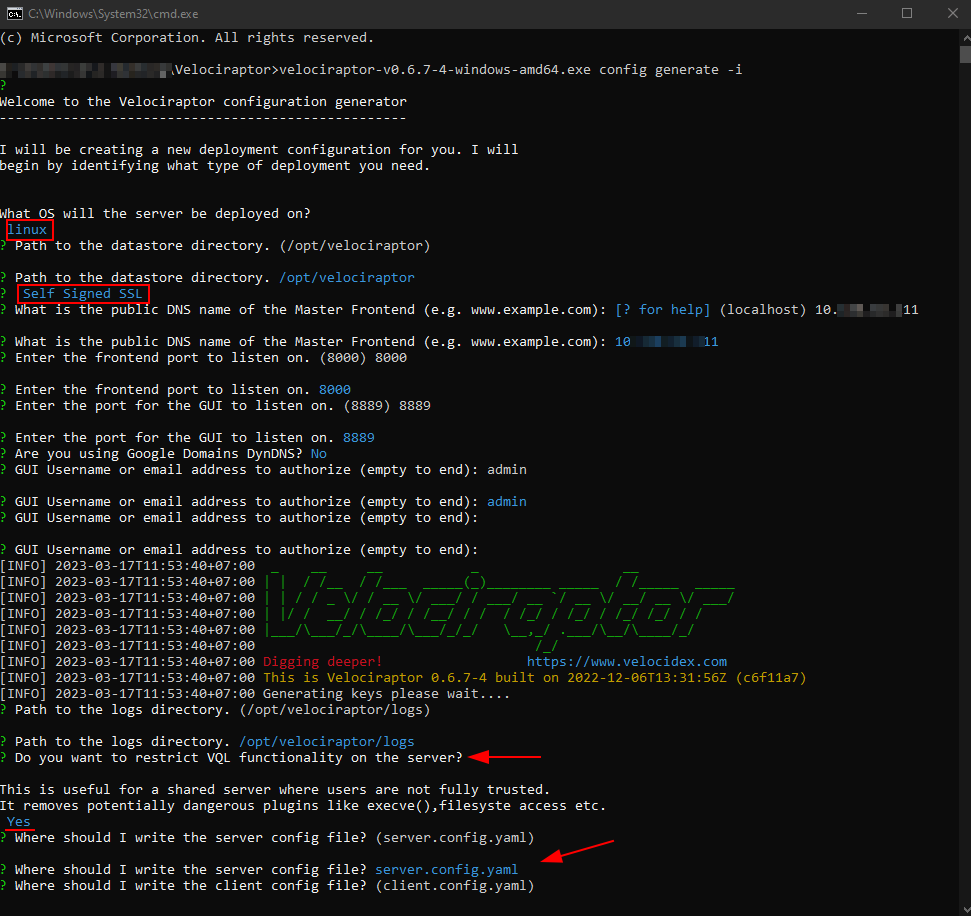 C:\Windows\System32\cmd.exe
(c) Microsoft Corporation. All rights reserved.
\Velociraptor>velociraptor-v0.6.7-4-windows-amd64.exe config generate -i
?
Welcome to the Velociraptor configuration generator
---------------------------------------------------
I will be creating a new deployment configuration for you. I will
begin by identifying what type of deployment you need.
What OS will the server be deployed on?
linux
? Path to the datastore directory. (/opt/velociraptor)
? Path to the datastore directory. /opt/velociraptor
? Self Signed SSL
? What is the public DNS name of the Master Frontend (e.g. www.example.com): [? for help] (localhost) 10. 11
? What is the public DNS name of the Master Frontend (e.g. www.example.com): 10 11
? Enter the frontend port to listen on. (8000) 8000
? Enter the frontend port to listen on. 8000
? Enter the port for the GUI to listen on. (8889) 8889
? Enter the port for the GUI to listen on. 8889
? Are you using Google Domains DynDNS? No
? GUI Username or email address to authorize (empty to end): admin
? GUI Username or email address to authorize (empty to end): admin
? GUI Username or email address to authorize (empty to end):
? GUI Username or email address to authorize (empty to end):
[INFO] 2023-03-17T11:53:40+07:00
[INFO] 2023-03-17T11:53:40+07:00
[INFO] 2023-03-17T11:53:40+07:00
[INFO] 2023-03-17T11:53:40+07:00
[INFO] 2023-03-17T11:53:40+07:00
[INFO] 2023-03-17T11:53:40+07:00
[INFO] 2023-03-17T11:53:40+07:00 Digging deeper! https://www.velocidex.com
[INFO] 2023-03-17T11:53:40+07:00 This is Velociraptor 0.6.7-4 built on 2022-12-06T13:31:56Z (c6f11a7)
[INFO] 2023-03-17T11:53:40+07:00 Generating keys please wait....
? Path to the logs directory. (/opt/velociraptor/logs)
? Path to the logs directory. /opt/velociraptor/logs
? Do you want to restrict VQL functionality on the server?
This is useful for a shared server where users are not fully trusted.
It removes potentially dangerous plugins like execve(),filesyste access etc.
Yes
? Where should I write the server config file? (server.config.yaml)
? Where should I write the server config file? server.config.yaml
? Where should I write the client config file? (client.config.yaml)